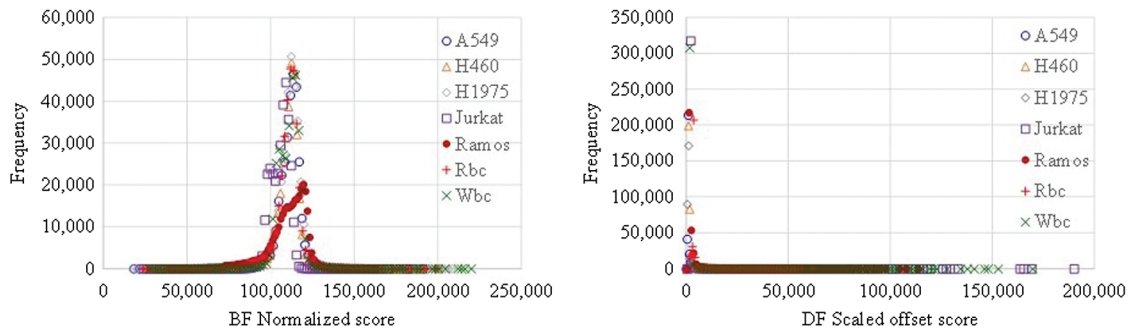 60,000
50,000
40,000
30,000
20,000
10,000
0
Frequency
0
50,000
100,000
150,000
200,000
250,000
BF Normalized score
A549
H460
H1975
Jurkat
Ramos
Rbc
Wbc
350,000
300,000
250,000
200,000
150,000
100,000
50,000
0
Frequency
0
50,000
100,000
150,000
200,000
DF Scaled offset score
A549
H460
H1975
Jurkat
Ramos
Rbc
Wbc